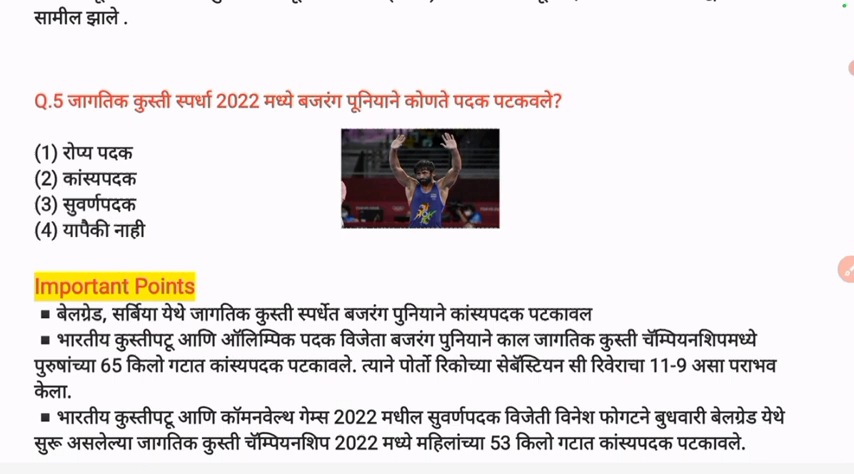 सामील झाले .
Q.5 जागतिक कुस्ती स्पर्धा 2022 मध्ये बजरंग पूनियाने कोणते पदक पटकवले?
(1) रोप्य पदक
(2) कांस्यपदक
(3) सुवर्णपदक
(4) यापैकी नाही
Important Points
▪ बेलग्रेड, सर्बिया येथे जागतिक कुस्ती स्पर्धेत बजरंग पुनियाने कांस्यपदक पटकावल
▪ भारतीय कुस्तीपटू आणि ऑलिम्पिक पदक विजेता बजरंग पुनियाने काल जागतिक कुस्ती चॅम्पियनशिपमध्ये
पुरुषांच्या 65 किलो गटात कांस्यपदक पटकावले. त्याने पोर्तो रिकोच्या सेबॅस्टियन सी रिवेराचा 11-9 असा पराभव
केला.
▪ भारतीय कुस्तीपटू आणि कॉमनवेल्थ गेम्स 2022 मधील सुवर्णपदक विजेती विनेश फोगटने बुधवारी बेलग्रेड येथे
सुरू असलेल्या जागतिक कुस्ती चॅम्पियनशिप 2022 मध्ये महिलांच्या 53 किलो गटात कांस्यपदक पटकावले.